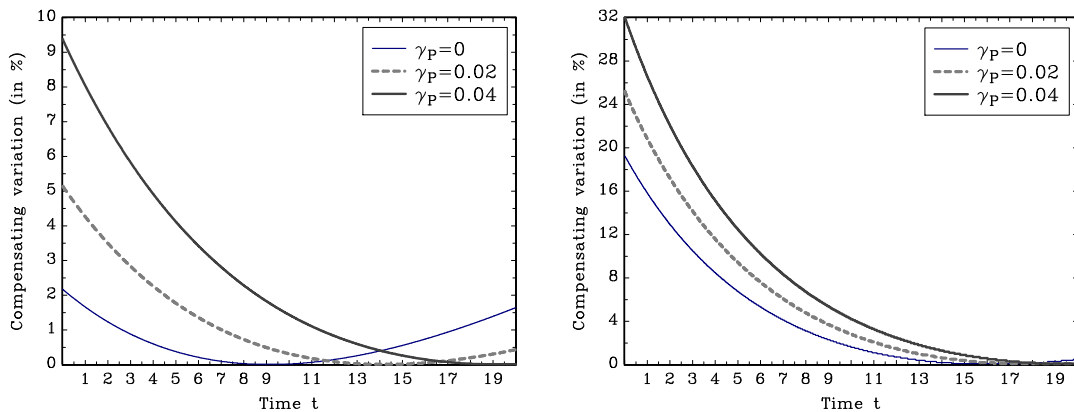 Compensating variation (in %)
10
9
8
7
6
5
4
3
2
1
0
γP=0
γP=0.02
γP=0.04
1 2 3 4 5 6 7 8 9 11 13 15 17 19
Time t
Compensating variation (in %)
32
28
24
20
16
12
8
4
0
γP=0
γP=0.02
γP=0.04
1 2 3 4 5 6 7 8 9 11 13 15 17 19
Time t